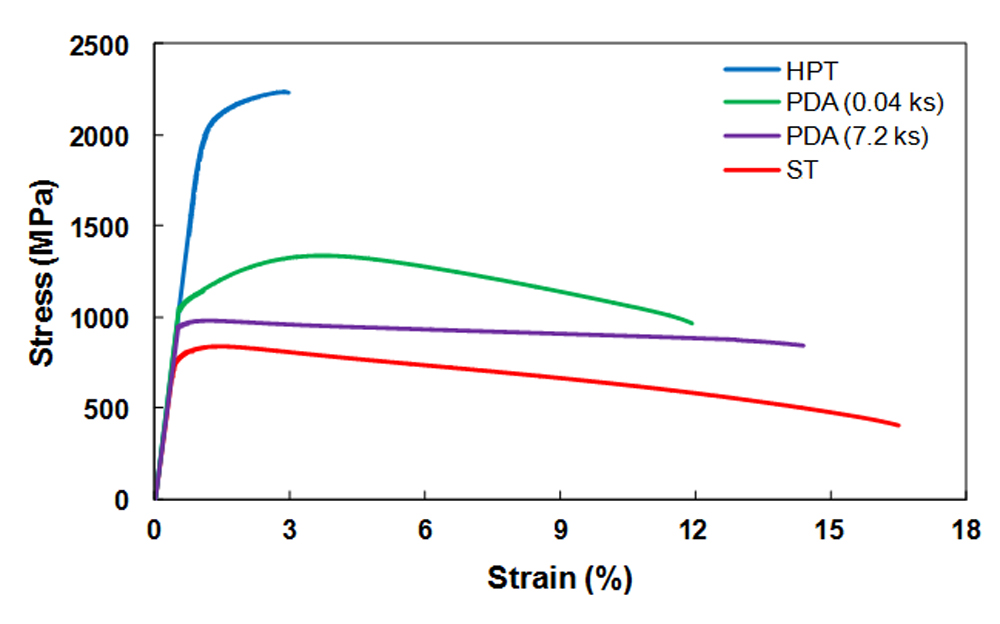 2500
2000
1500
1000
500
0
Stress (MPa)
HPT
PDA (0.04 ks)
PDA (7.2 ks)
ST
0 3 6 9 12 15 18
Strain (%)